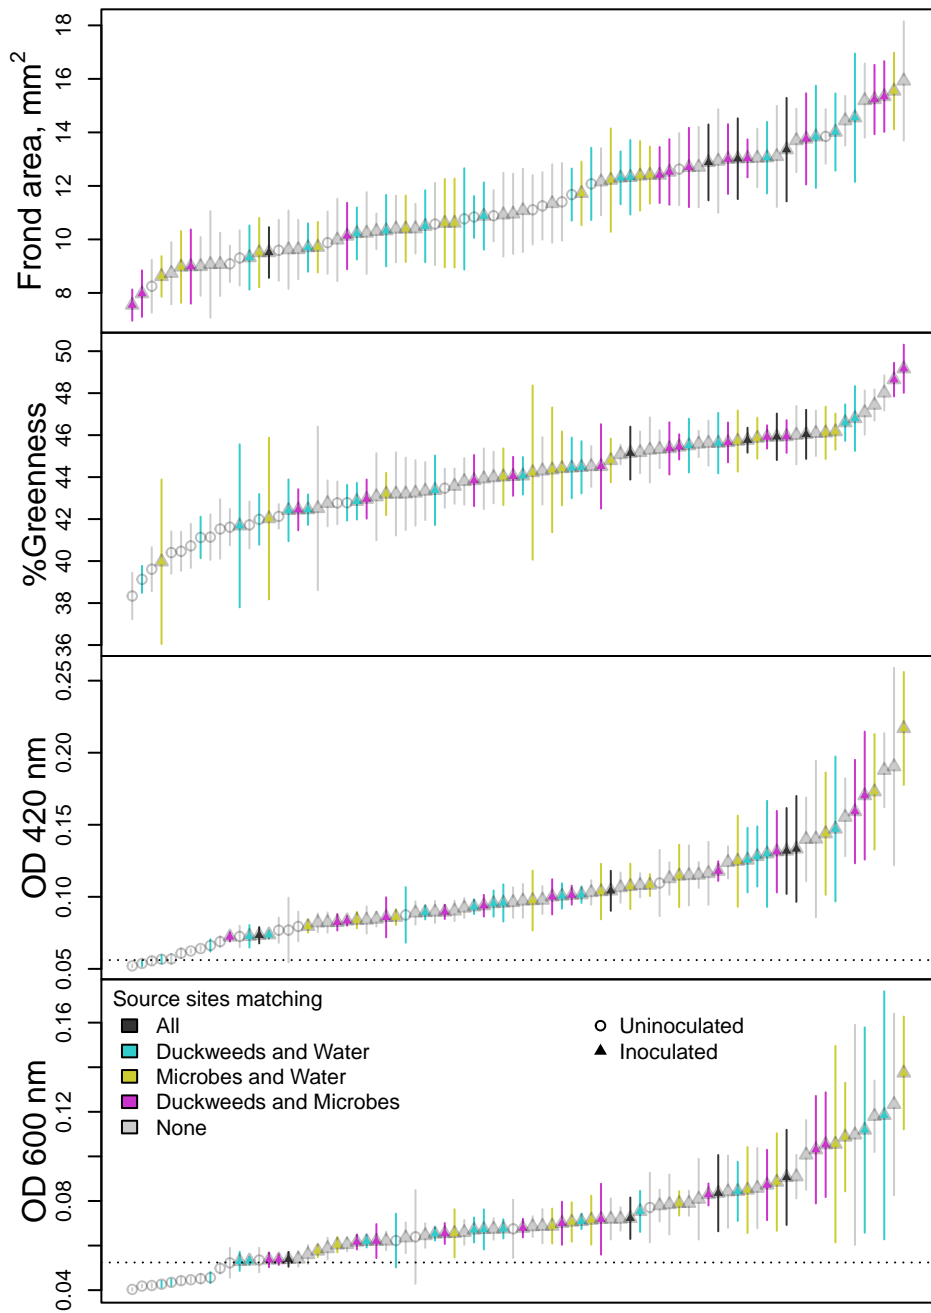 Frond area, mm²
18
16
14
12
10
8
%Greenness
50
48
46
44
42
40
38
36
OD 420 nm
0.25
0.20
0.15
0.10
0.05
OD 600 nm
0.16
0.12
0.08
0.04
Source sites matching
All
Duckweeds and Water
Microbes and Water
Duckweeds and Microbes
None
Uninoculated
Inoculated